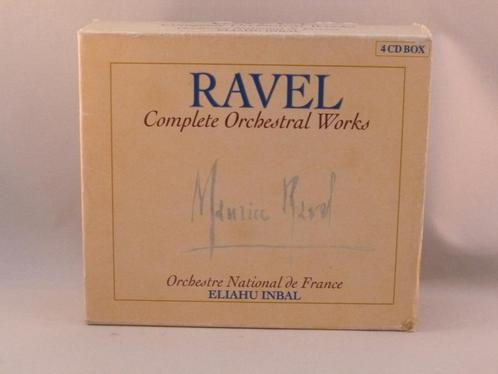 4 CD BOX
RAVEL
Complete Orchestral Works
Maurice Ravel
Orchestre National de France
ELIAHU INBAL